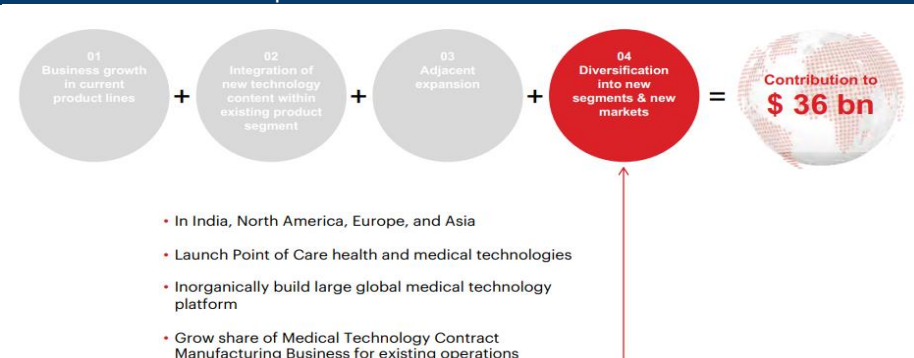 01
Business growth
in current
product lines
+
02
Integration of
new technology
content within
existing product
segment
+
03
Adjacent
expansion
+
04
Diversification
into new
segments & new
markets
=
Contribution to
$ 36 bn
• In India, North America, Europe, and Asia
• Launch Point of Care health and medical technologies
• Inorganically build large global medical technology
platform
• Grow share of Medical Technology Contract
Manufacturing Business for existing operations